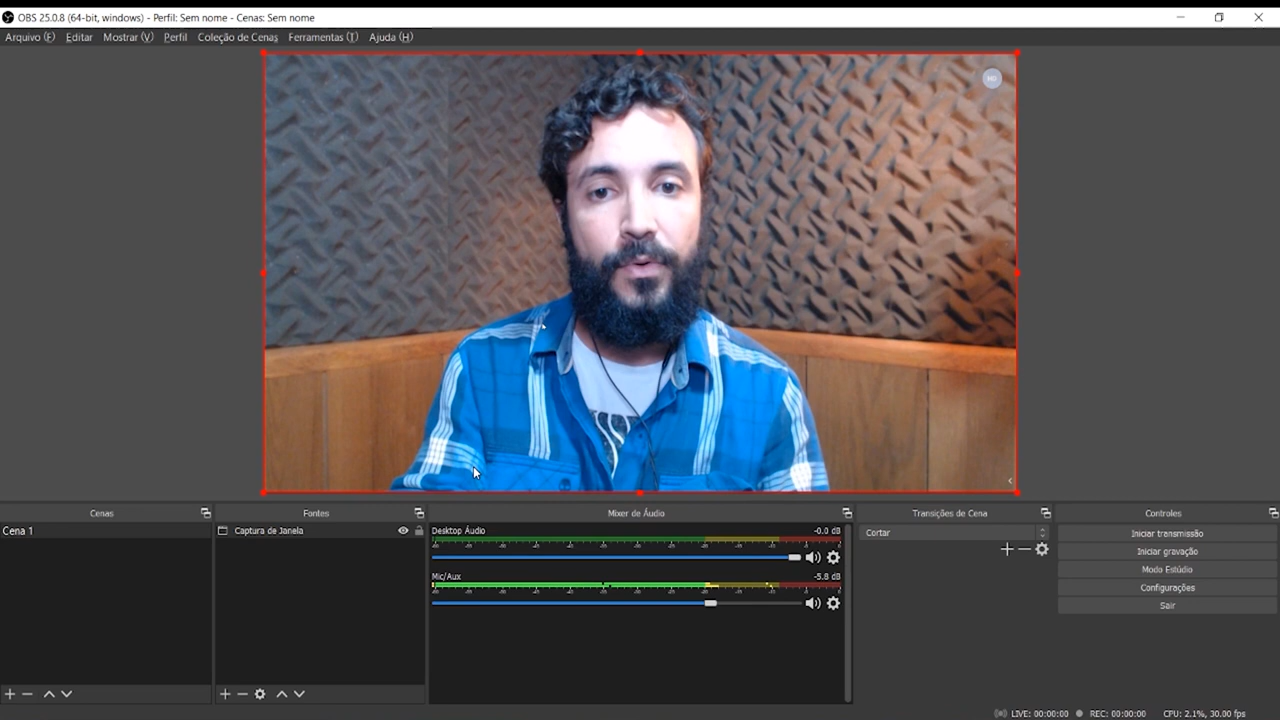 OBS 25.0.8 (64-bit, windows) - Perfil: Sem nome - Cenas: Sem nome
Arquivo (F) Editar Mostrar (V) Perfil Coleção de Cenas Ferramentas (T) Ajuda (H)
HD
Cenas
Cena 1
Fontes
Captura de Janela
Mixer de Áudio
Desktop Áudio -0.0 dB
Mic/Aux -5.8 dB
Transições de Cena
Cortar
Controles
Iniciar transmissão
Iniciar gravação
Modo Estúdio
Configurações
Sair
LIVE: 00:00:00 REC: 00:00:00 CPU: 2.1%, 30.00 fps